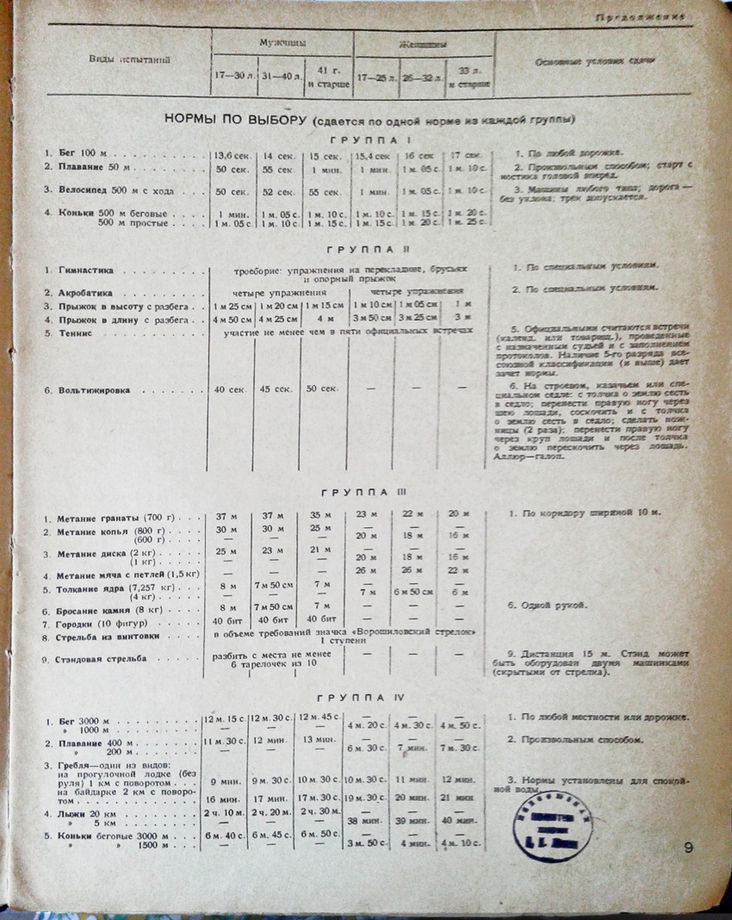 Продолжение
Виды испытаний | Мужчины | Женщины | Основные условия сдачи
17—30 л. | 31—40 л. | 41 г. и старше | 17—25 л. | 26—32 л. | 33 л. и старше
НОРМЫ ПО ВЫБОРУ (сдается по одной норме из каждой группы)
ГРУППА I
1. Бег 100 м . . . 13,6 сек. | 14 сек. | 15 сек. | 15,4 сек | 16 сек | 17 сек. | 1. По любой дорожке.
2. Плавание 50 м . . . 50 сек. | 55 сек | 1 мин. | 1 мин. | 1 м. 05 с. | 1 м. 10 с. | 2. Произвольным способом; старт с
мостика головой вперед.
3. Велосипед 500 м с хода . . 50 сек. | 52 сек. | 55 сек. | 1 мин. | 1 м. 05 с. | 1 м. 10 с. | 3. Машины любого типа; дорога —
без уклона; трек допускается.
4. Коньки 500 м беговые . . . . 1 мин. | 1 м. 05 с. | 1 м. 10 с. | 1 м. 10 с. | 1 м. 15 с. | 1 м. 20 с.
500 м простые . . . . 1 м. 05 с. | 1 м. 10 с. | 1 м. 15 с. | 1 м. 15 с. | 1 м. 20 с. | 1 м. 25 с.
ГРУППА II
1. Гимнастика . . . троеборие: упражнения на перекладине, брусьях | 1. По специальным условиям.
и опорный прыжок
2. Акробатика . . . четыре упражнения | четыре упражнения | 2. По специальным условиям.
3. Прыжок в высоту с разбега . . 1 м 25 см | 1 м 20 см | 1 м 15 см | 1 м 10 см | 1 м 05 см | 1 м
4. Прыжок в длину с разбега . . 4 м 50 см | 4 м 25 см | 4 м | 3 м 50 см | 3 м 25 см | 3 м
5. Теннис . . . участие не менее чем в пяти официальных встречах | 5. Официальными считаются встречи
(календ. или товарищ.), проведенные
с назначенным судьей и с заполнением
протоколов. Наличие 5-го разряда все-
союзной классификации (и выше) дает
зачет нормы.
6. Вольтижировка . . . 40 сек. | 45 сек. | 50 сек. | — | — | — | 6. На строевом, казачьем или спе-
циальном седле: с толчка о землю сесть
в седло; перенести правую ногу через
шею лошади, соскочить и с толчка
о землю сесть в седло; сделать нож-
ницы (2 раза); перенести правую ногу
через круп лошади и после толчка
о землю перескочить через лошадь.
Аллюр—галоп.
ГРУППА III
1. Метание гранаты (700 г) . . . 37 м | 37 м | 35 м | 23 м | 22 м | 20 м | 1. По коридору шириной 10 м.
2. Метание копья (800 г) . . . . 30 м | 30 м | 25 м | — | — | —
(600 г) . . . . — | — | — | 20 м | 18 м | 16 м
3. Метание диска (2 кг) . . . . . 25 м | 23 м | 21 м | — | — | —
(1 кг) . . . . . — | — | — | 20 м | 18 м | 16 м
4. Метание мяча с петлей (1,5 кг) — | — | — | 26 м | 26 м | 22 м
5. Толкание ядра (7,257 кг) . . . 8 м | 7 м 50 см | 7 м | — | — | —
(4 кг) . . . . . — | — | — | 7 м | 6 м 50 см | 6 м
6. Бросание камня (8 кг) . . . . 8 м | 7 м 50 см | 7 м | — | — | — | 6. Одной рукой.
7. Городки (10 фигур) . . . . . 40 бит | 40 бит | 40 бит | — | — | —
8. Стрельба из винтовки . . . . в объеме требований значка «Ворошиловский стрелок»
I ступени
9. Стэндовая стрельба . . . . . разбить с места не менее | — | — | — | 9. Дистанция 15 м. Стэнд может
6 тарелочек из 10 | быть оборудован двумя машинками
(скрытыми от стрелка).
ГРУППА IV
1. Бег 3000 м . . . 12 м. 15 с. | 12 м. 30 с. | 12 м. 45 с. | — | — | — | 1. По любой местности или дорожке.
» 1000 м . . . — | — | — | 4 м. 20 с. | 4 м. 30 с. | 4 м. 50 с.
2. Плавание 400 м . . . 11 м. 30 с. | 12 мин. | 13 мин. | — | — | — | 2. Произвольным способом.
» 200 м . . . — | — | — | 6 м. 30 с. | 7 мин. | 7 м. 30 с.
3. Гребля—один из видов:
на прогулочной лодке (без
руля) 1 км с поворотом . . . 9 мин. | 9 м. 30 с. | 10 м. 30 с. | 10 м. 30 с. | 11 мин. | 12 мин. | 3. Нормы установлены для спокой-
ной воды.
на байдарке 2 км с поворо-
том . . . 16 мин. | 17 мин. | 17 м. 30 с. | 19 м. 30 с. | 20 мин. | 21 мин
4. Лыжи 20 км . . . 2 ч. 10 м. | 2 ч. 20 м. | 2 ч. 30 м. | — | — | —
» 5 км . . . — | — | — | 38 мин. | 39 мин. | 40 мин.
5. Коньки беговые 3000 м . . . 6 м. 40 с. | 6 м. 45 с. | 6 м. 50 с. | — | — | —
» » 1500 м . . . — | — | — | 3 м. 50 с. | 4 мин. | 4 м. 10 с.
9